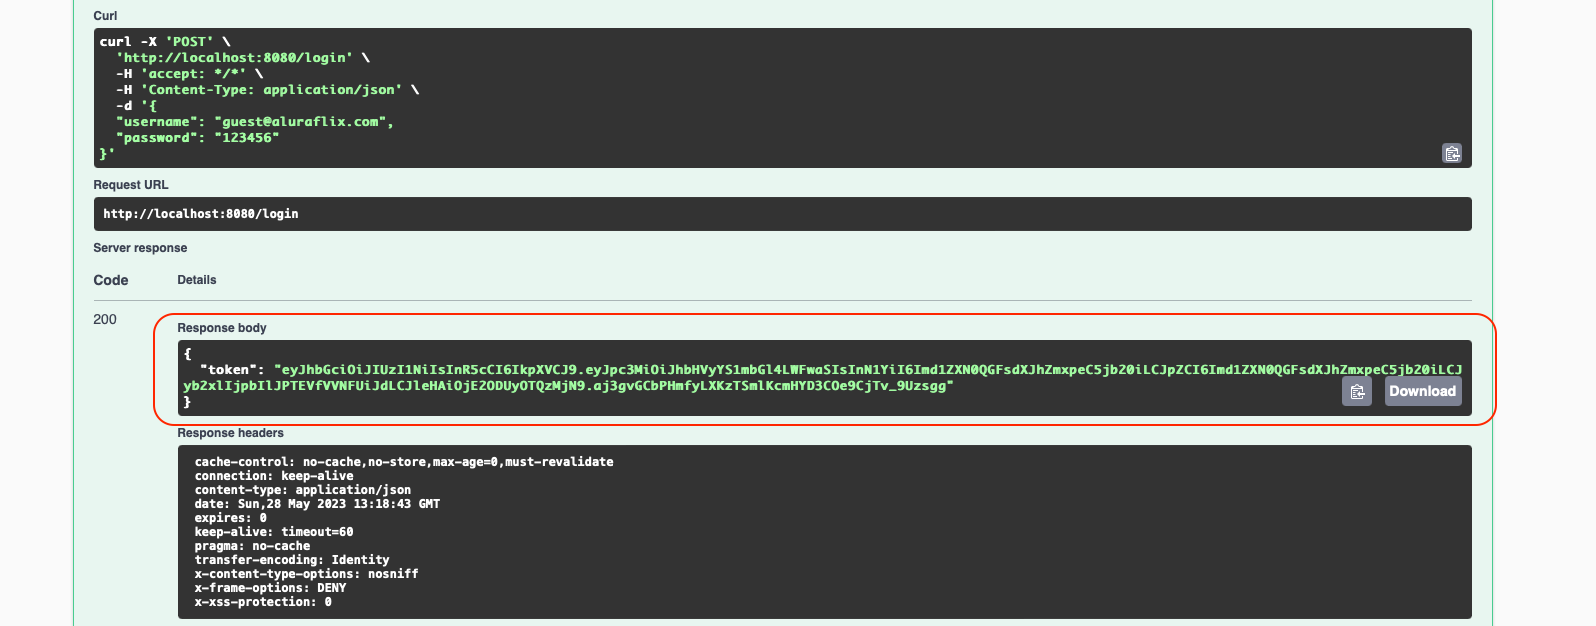 Curl
curl -X 'POST' \
'http://localhost:8080/login' \
-H 'accept: */*' \
-H 'Content-Type: application/json' \
-d '{
"username": "guest@aluraflix.com",
"password": "123456"
}'
Request URL
http://localhost:8080/login
Server response
Code Details
200
Response body
{
"token": "eyJhbGciOiJIUzI1NiIsInR5cCI6IkpXVCJ9.eyJpc3MiOiJhbHVyYS1mbGl4LWFwaSIsInN1YiI6Imd1ZXN0QGFsdXJhZmxpeC5jb20iLCJpZCI6Imd1ZXN0QGFsdXJhZmxpeC5jb20iLCJ
yb2xlIjpbIlJPTEVfVVNFUiJdLCJleHAiOjE2ODUyOTQzMjN9.aj3gvGCbPHmfyLXKzTSmlKcmHYD3COe9CjTv_9Uzsgg"
}
Download
Response headers
cache-control: no-cache,no-store,max-age=0,must-revalidate
connection: keep-alive
content-type: application/json
date: Sun,28 May 2023 13:18:43 GMT
expires: 0
keep-alive: timeout=60
pragma: no-cache
transfer-encoding: Identity
x-content-type-options: nosniff
x-frame-options: DENY
x-xss-protection: 0